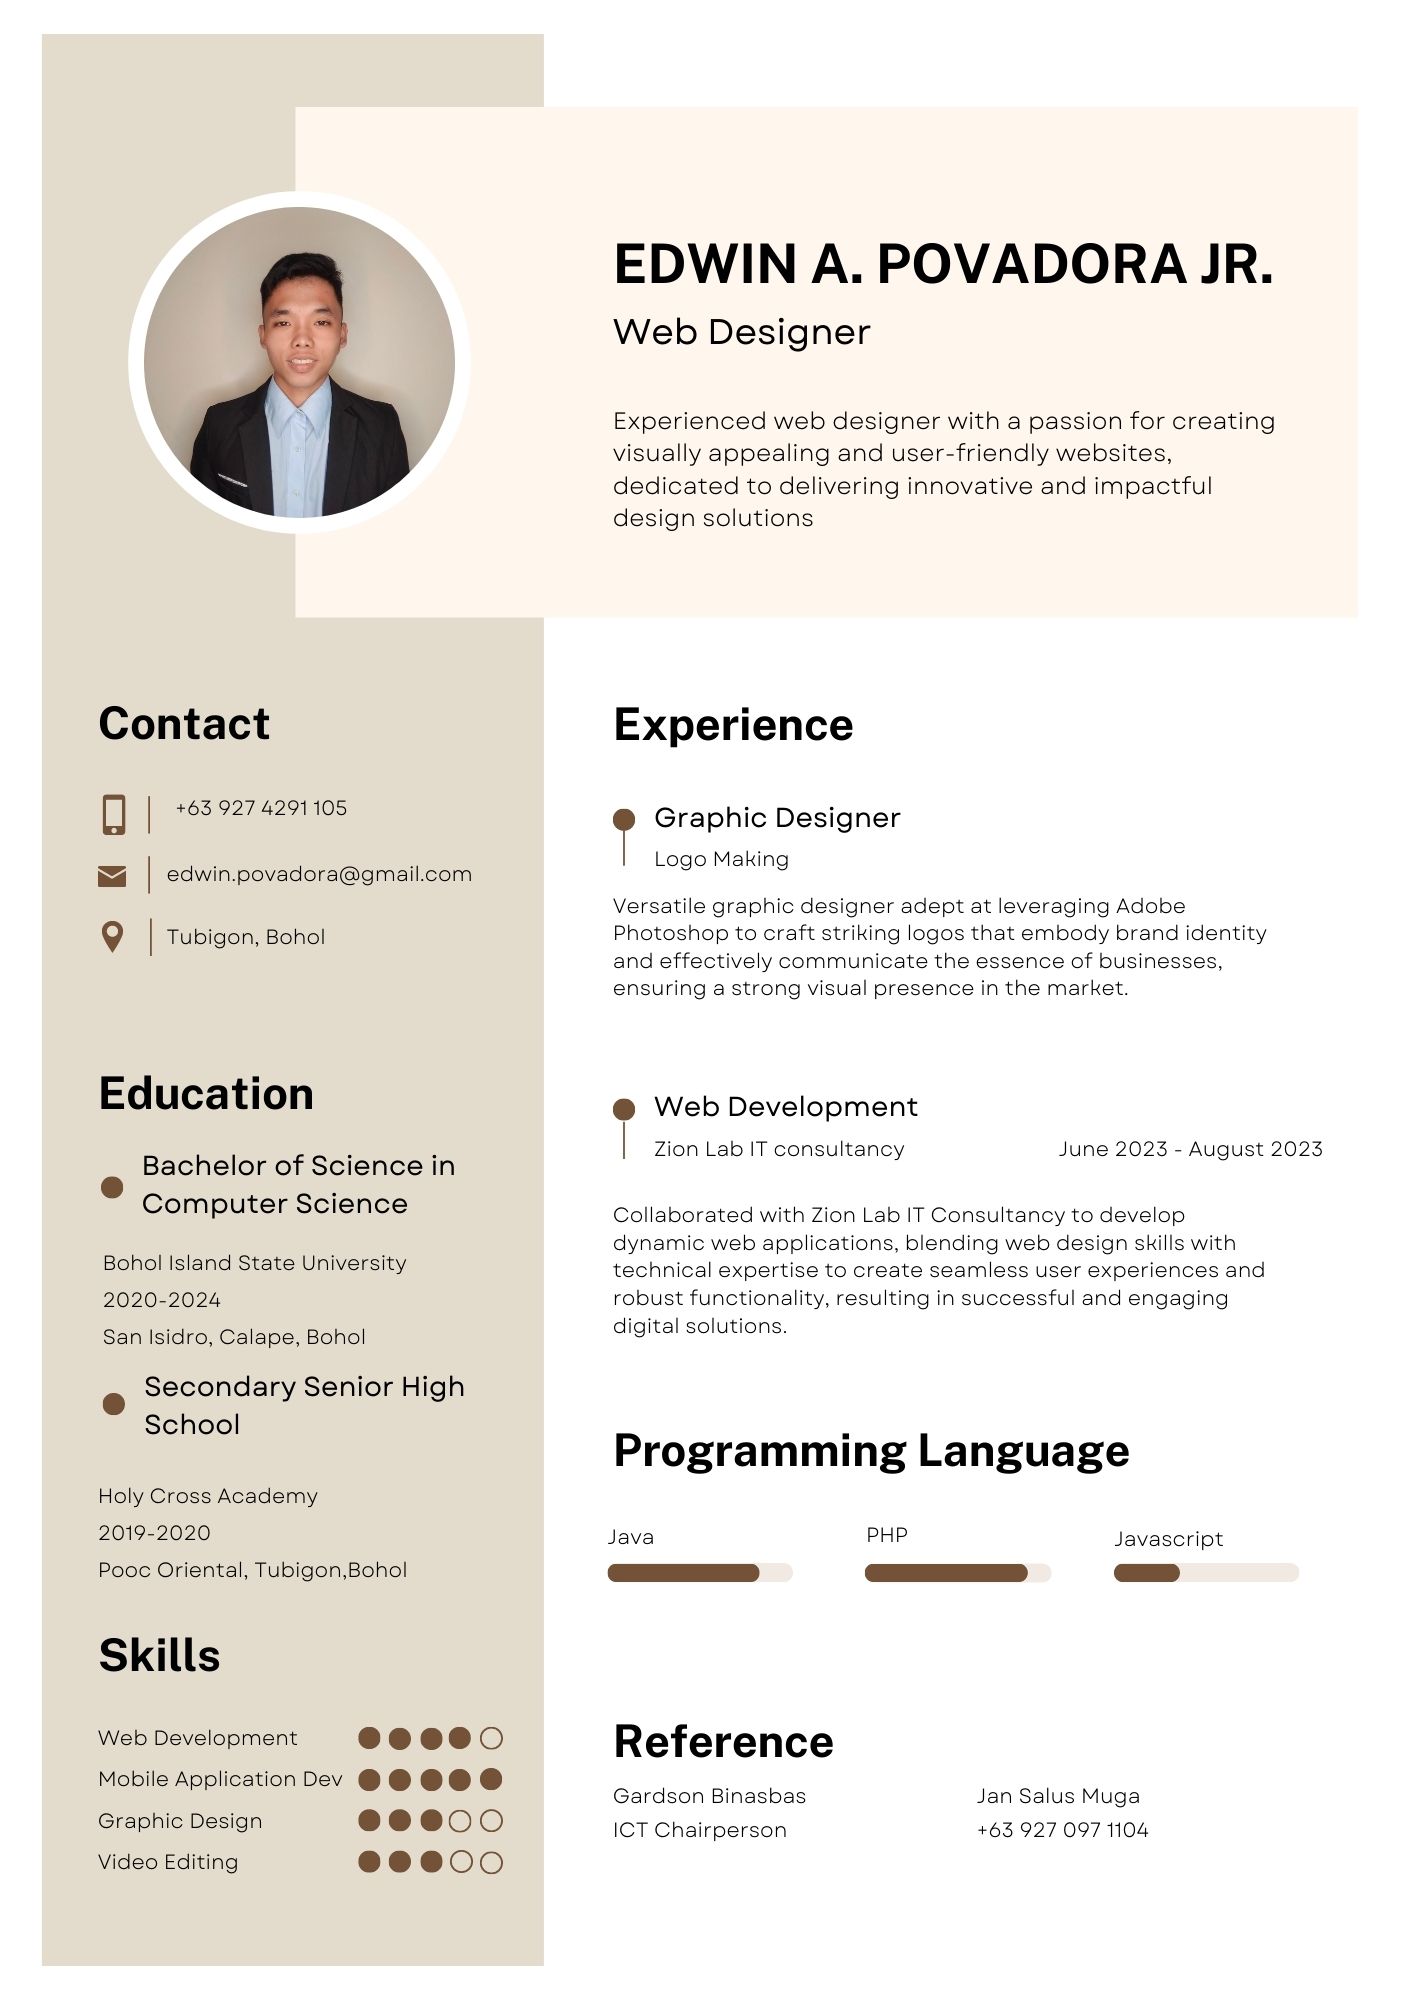 EDWIN A. POVADORA JR.
Web Designer
Experienced web designer with a passion for creating
visually appealing and user-friendly websites,
dedicated to delivering innovative and impactful
design solutions
Contact
+63 927 4291 105
edwin.povadora@gmail.com
Tubigon, Bohol
Education
Bachelor of Science in
Computer Science
Bohol Island State University
2020-2024
San Isidro, Calape, Bohol
Secondary Senior High
School
Holy Cross Academy
2019-2020
Pooc Oriental, Tubigon,Bohol
Skills
Web Development
Mobile Application Dev
Graphic Design
Video Editing
Experience
Graphic Designer
Logo Making
Versatile graphic designer adept at leveraging Adobe
Photoshop to craft striking logos that embody brand identity
and effectively communicate the essence of businesses,
ensuring a strong visual presence in the market.
Web Development
Zion Lab IT consultancy June 2023 - August 2023
Collaborated with Zion Lab IT Consultancy to develop
dynamic web applications, blending web design skills with
technical expertise to create seamless user experiences and
robust functionality, resulting in successful and engaging
digital solutions.
Programming Language
Java PHP Javascript
Reference
Gardson Binasbas
ICT Chairperson
Jan Salus Muga
+63 927 097 1104